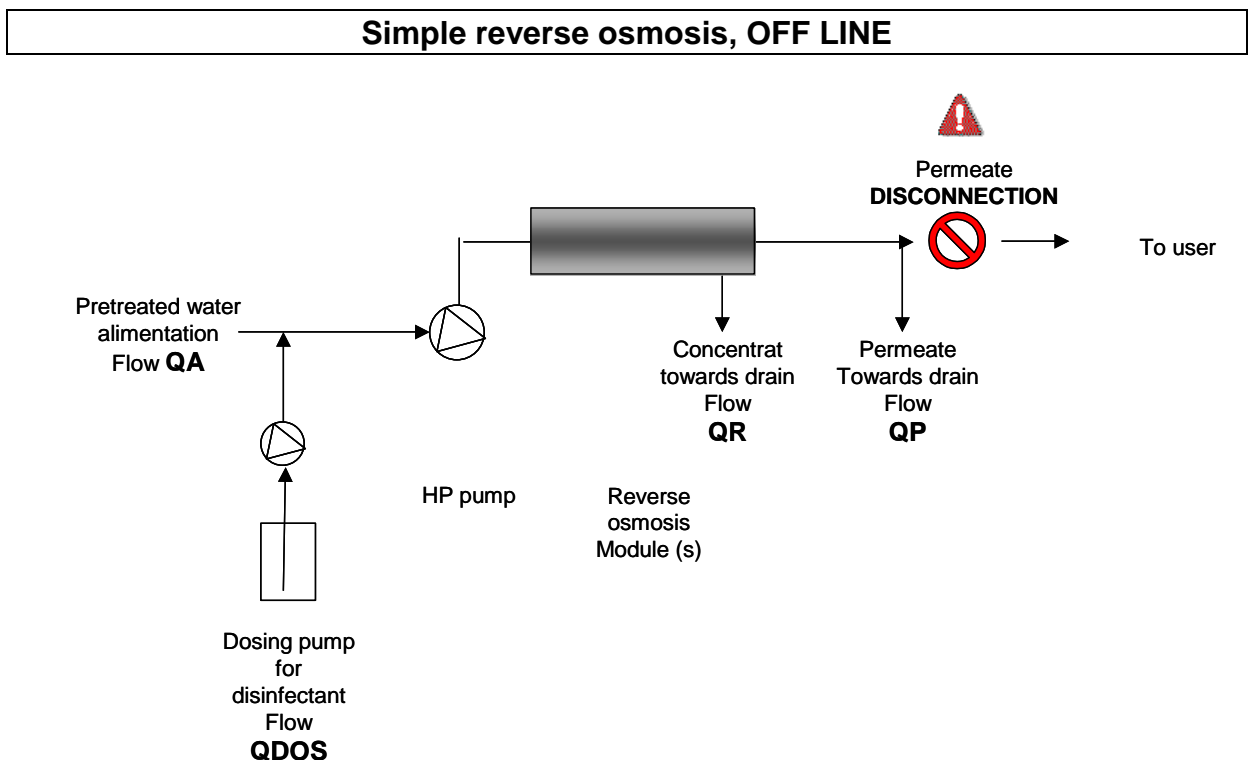 Simple reverse osmosis, OFF LINE
Permeate
DISCONNECTION
To user
Pretreated water
alimentation
Flow QA
Concentrat
towards drain
Flow
QR
Permeate
Towards drain
Flow
QP
HP pump
Reverse
osmosis
Module (s)
Dosing pump
for
disinfectant
Flow
QDOS